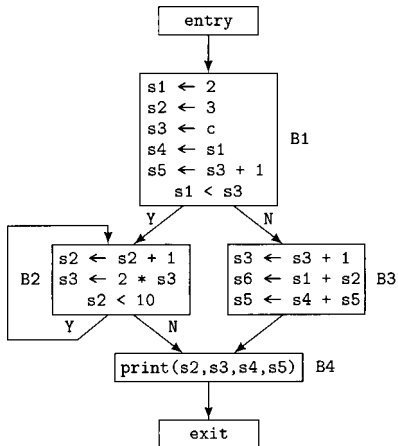 entry
s1 ← 2
s2 ← 3
s3 ← c
s4 ← s1
s5 ← s3 + 1
s1 < s3
B1
Y
N
B2
s2 ← s2 + 1
s3 ← 2 * s3
s2 < 10
s3 ← s3 + 1
s6 ← s1 + s2
s5 ← s4 + s5
B3
Y
N
print(s2,s3,s4,s5)
B4
exit